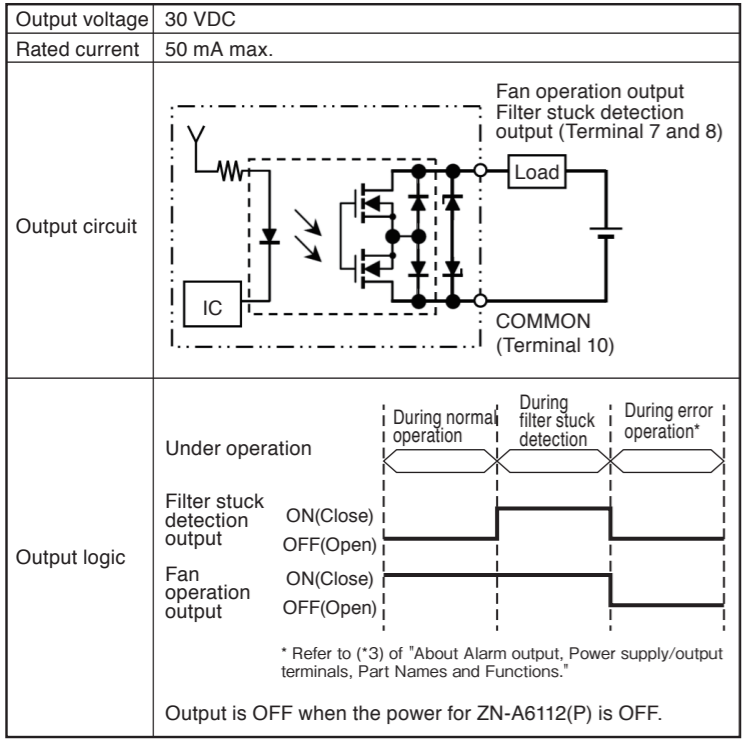 Output voltage 30 VDC
Rated current 50 mA max.
Output circuit
Fan operation output
Filter stuck detection
output (Terminal 7 and 8)
Load
IC
COMMON
(Terminal 10)
Output logic
Under operation
During normal
operation
During
filter stuck
detection
During error
operation*
Filter stuck
detection
output
ON(Close)
OFF(Open)
Fan
operation
output
ON(Close)
OFF(Open)
* Refer to (*3) of "About Alarm output, Power supply/output
terminals, Part Names and Functions."
Output is OFF when the power for ZN-A6112(P) is OFF.